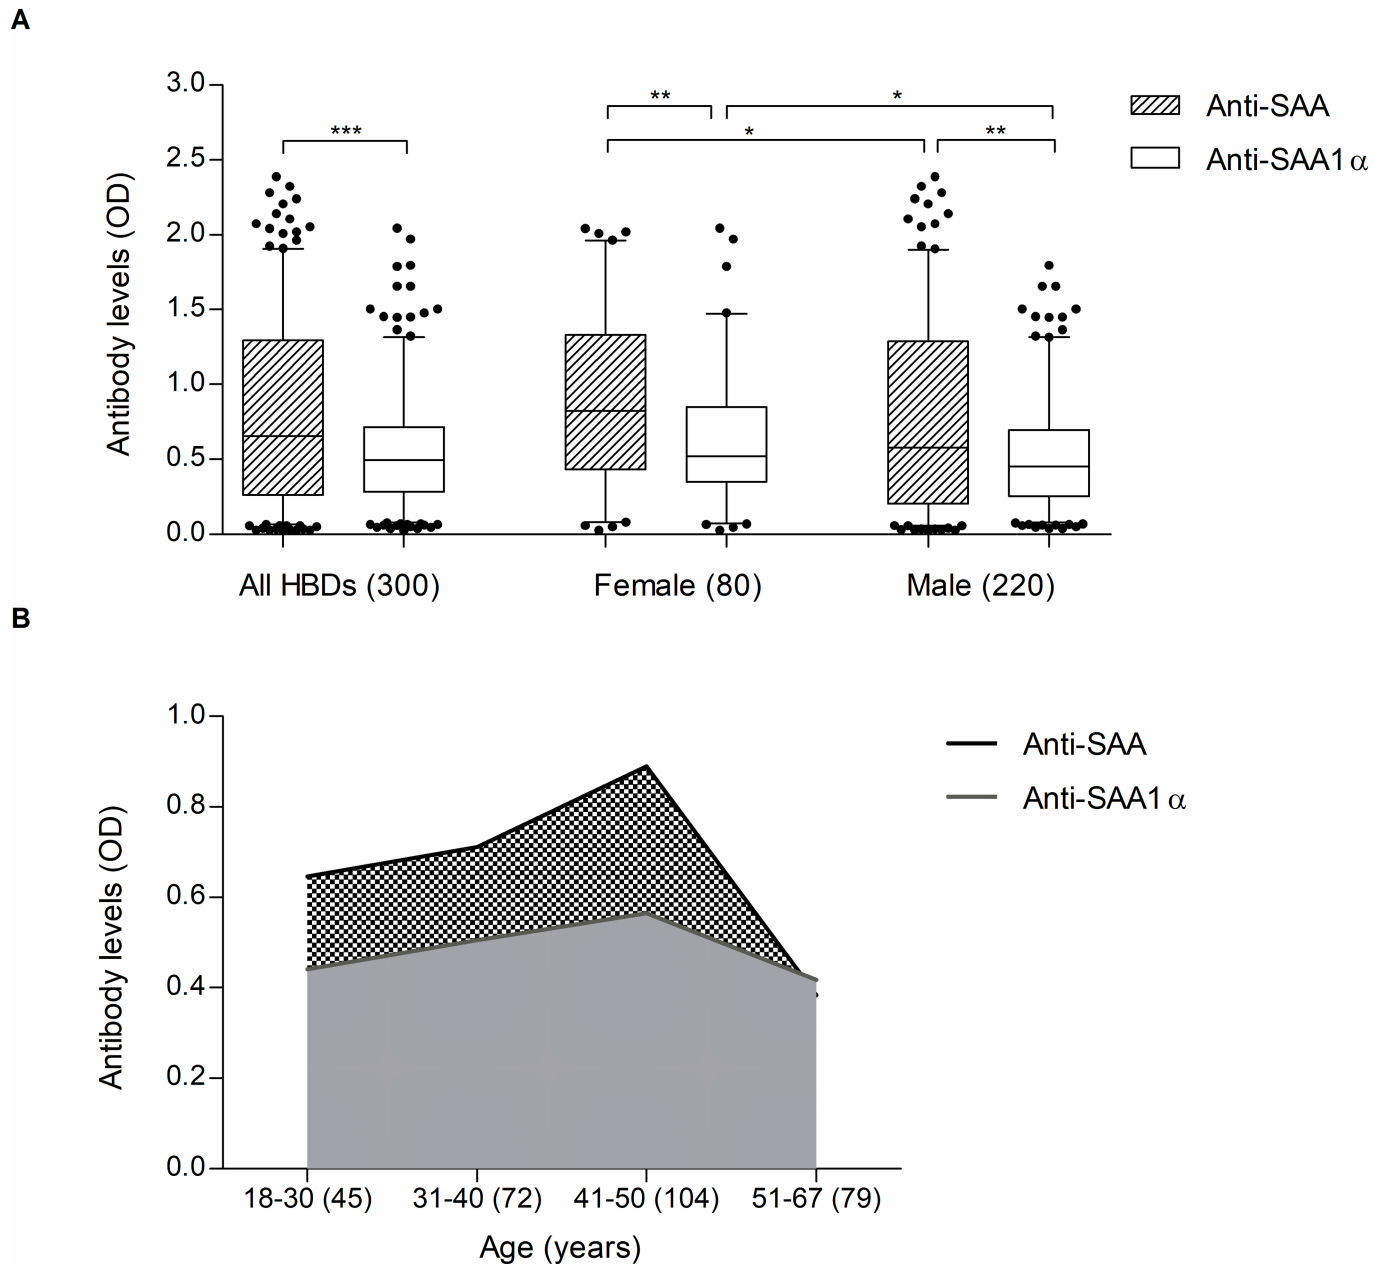 A
Antibody levels (OD)
3.0
2.5
2.0
1.5
1.0
0.5
0.0
***
**
*
*
**
Anti-SAA
Anti-SAA1α
All HBDs (300)
Female (80)
Male (220)
B
Antibody levels (OD)
1.0
0.8
0.6
0.4
0.2
0.0
Anti-SAA
Anti-SAA1α
18-30 (45)
31-40 (72)
41-50 (104)
51-67 (79)
Age (years)